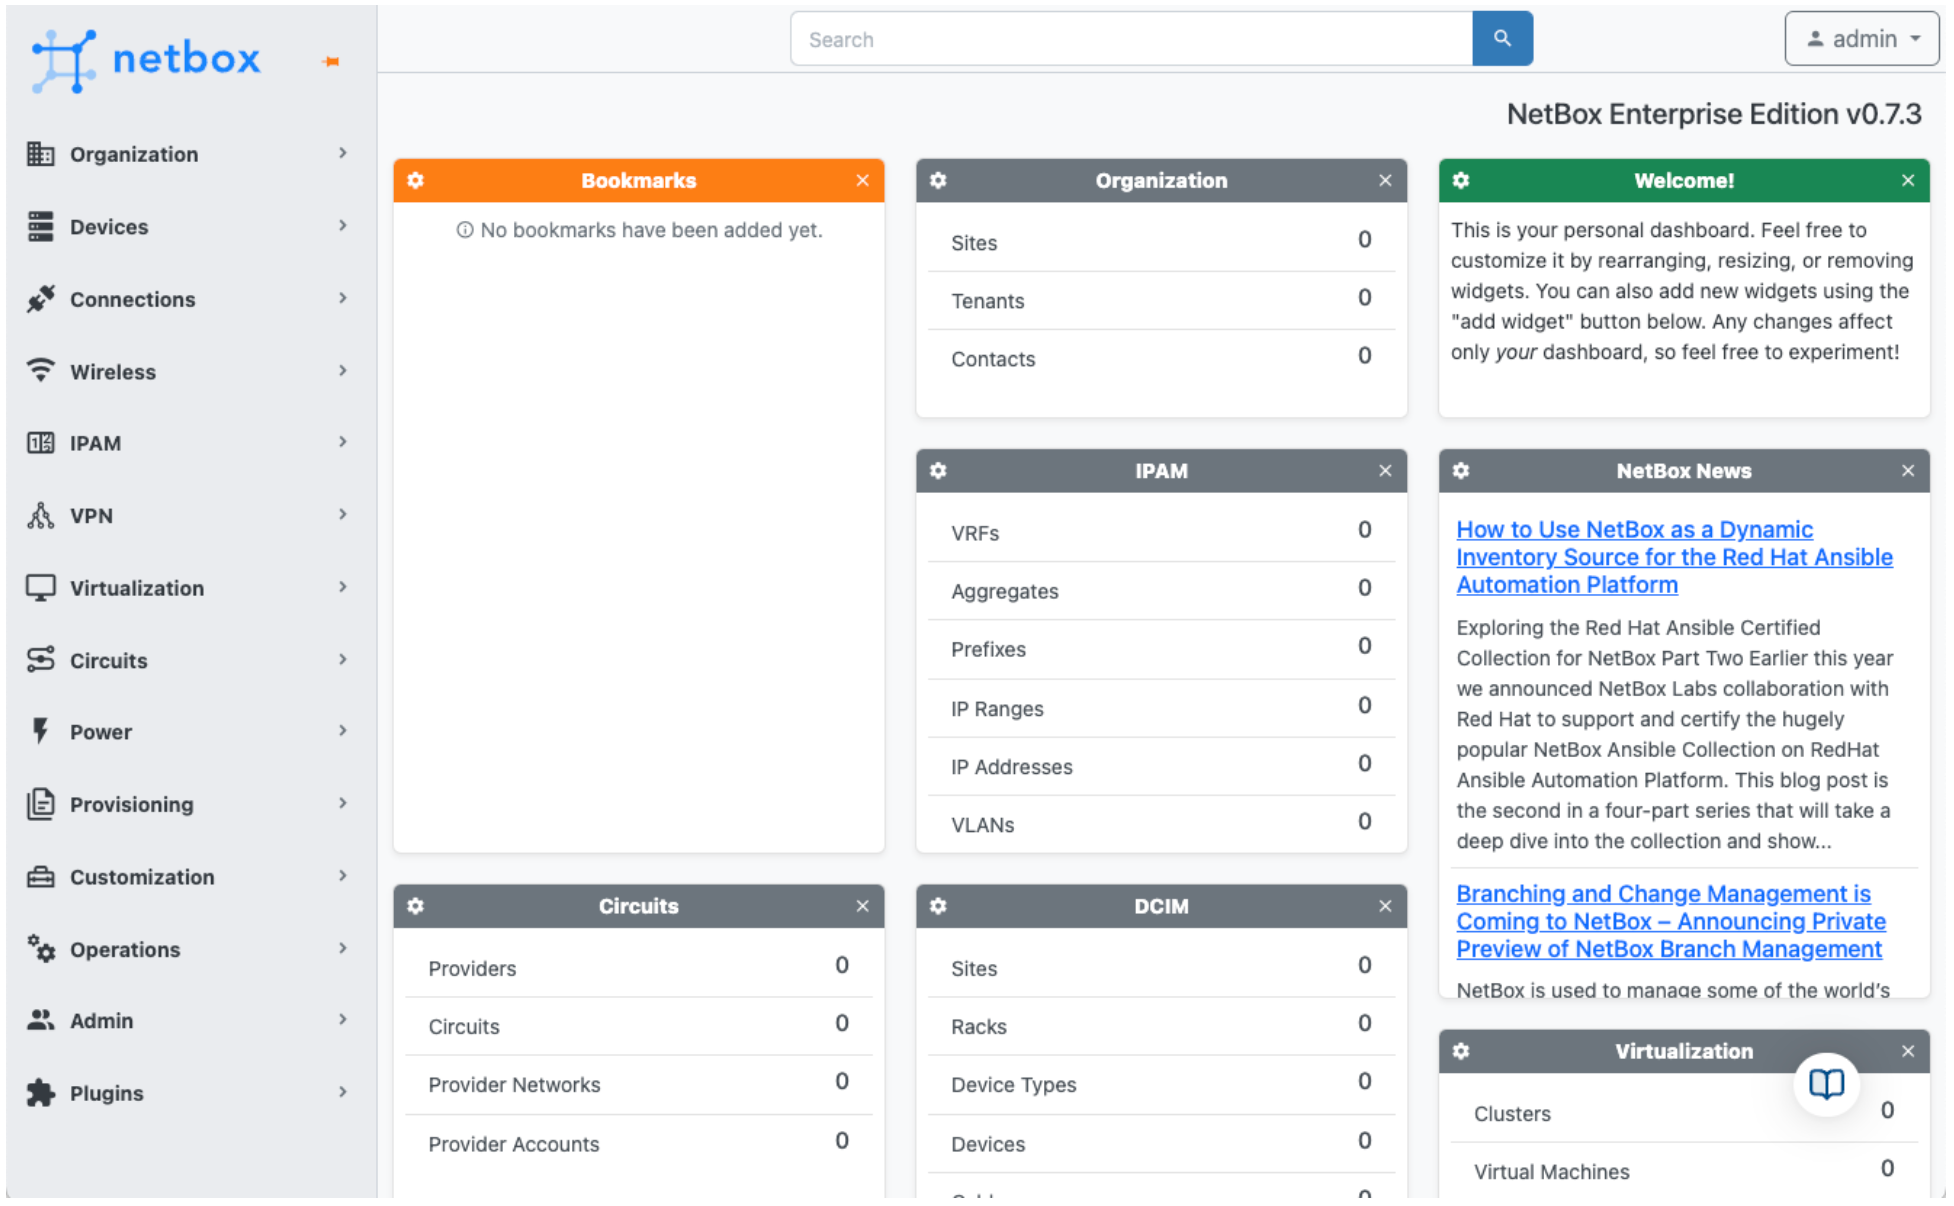 netbox
Search
admin
NetBox Enterprise Edition v0.7.3
Organization
Devices
Connections
Wireless
IPAM
VPN
Virtualization
Circuits
Power
Provisioning
Customization
Operations
Admin
Plugins
Bookmarks
No bookmarks have been added yet.
Circuits
Providers 0
Circuits 0
Provider Networks 0
Provider Accounts 0
Organization
Sites 0
Tenants 0
Contacts 0
IPAM
VRFs 0
Aggregates 0
Prefixes 0
IP Ranges 0
IP Addresses 0
VLANs 0
DCIM
Sites 0
Racks 0
Device Types 0
Devices 0
Welcome!
This is your personal dashboard. Feel free to
customize it by rearranging, resizing, or removing
widgets. You can also add new widgets using the
"add widget" button below. Any changes affect
only your dashboard, so feel free to experiment!
NetBox News
How to Use NetBox as a Dynamic
Inventory Source for the Red Hat Ansible
Automation Platform
Exploring the Red Hat Ansible Certified
Collection for NetBox Part Two Earlier this year
we announced NetBox Labs collaboration with
Red Hat to support and certify the hugely
popular NetBox Ansible Collection on RedHat
Ansible Automation Platform. This blog post is
the second in a four-part series that will take a
deep dive into the collection and show...
Branching and Change Management is
Coming to NetBox – Announcing Private
Preview of NetBox Branch Management
NetBox is used to manage some of the world's
Virtualization
Clusters 0
Virtual Machines 0